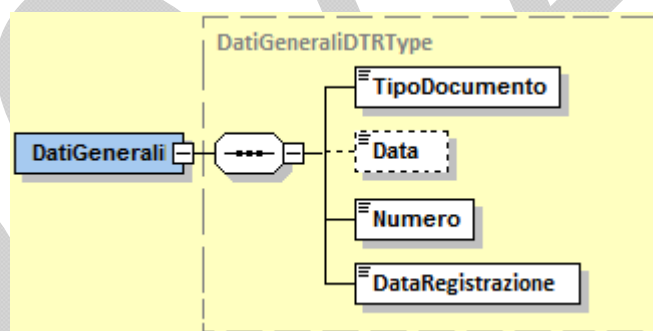 DatiGeneraliDTRType
TipoDocumento
DatiGenerali
Data
Numero
DataRegistrazione